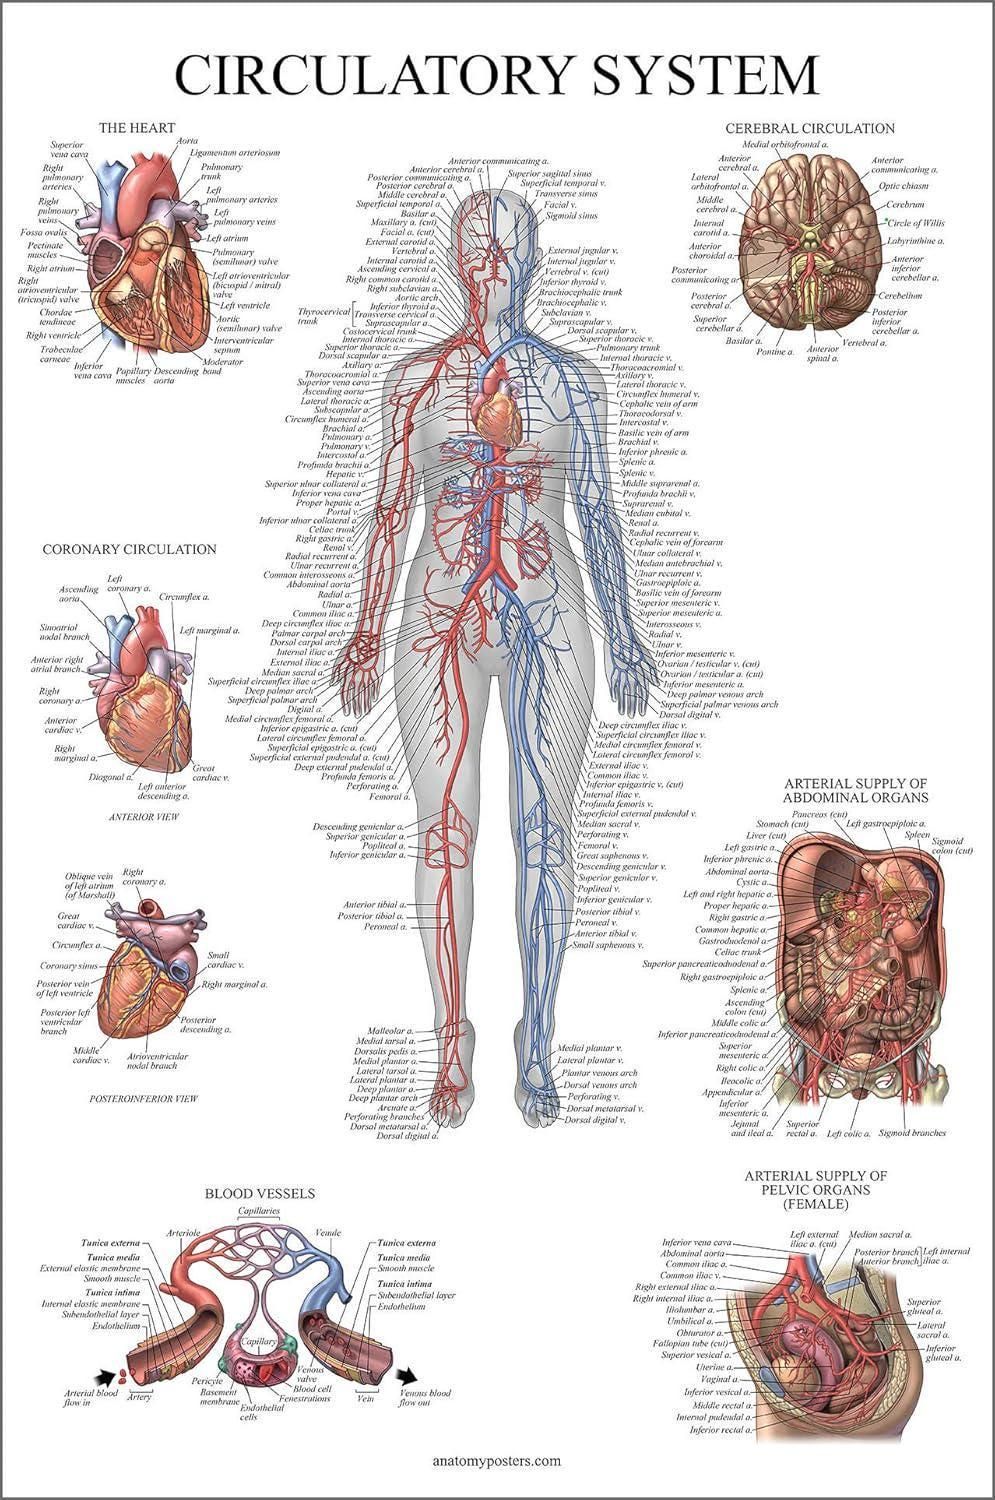 CIRCULATORY SYSTEM
THE HEART
Superior
vena cava
Right
pulmonary
arteries
Right
pulmonary
veins
Fossa ovalis
Pectinate
muscles
Right atrium
Right
atrioventricular
(tricuspid) valve
Chordae
tendineae
Right ventricle
Trabeculae
carneae
Inferior
vena cava
Papillary
muscles
Descending
aorta
Aorta
Ligamentum arteriosum
Pulmonary
trunk
Left
pulmonary arteries
Left
pulmonary veins
Left atrium
Pulmonary
(semilunar) valve
Left atrioventricular
(bicuspid / mitral)
valve
Left ventricle
Aortic
(semilunar) valve
Interventricular
septum
Moderator
band
Anterior communicating a.
Anterior cerebral a.
Posterior communicating a.
Posterior cerebral a.
Middle cerebral a.
Superficial temporal a.
Basilar a.
Maxillary a. (cut)
Facial a. (cut)
External carotid a.
Vertebral a.
Internal carotid a.
Ascending cervical a.
Right common carotid a.
Right subclavian a.
Aortic arch
Thyrocervical
trunk
Inferior thyroid a.
Transverse cervical a.
Suprascapular a.
Costocervical trunk
Internal thoracic a.
Superior thoracic a.
Dorsal scapular a.
Axillary a.
Thoracoacromial a.
Superior vena cava
Ascending aorta
Lateral thoracic a.
Subscapular a.
Circumflex humeral a.
Brachial a.
Pulmonary a.
Pulmonary v.
Intercostal a.
Profunda brachii a.
Hepatic v.
Superior ulnar collateral a.
Inferior vena cava
Proper hepatic a.
Portal v.
Inferior ulnar collateral a.
Celiac trunk
Right gastric a.
Renal v.
Radial recurrent a.
Ulnar recurrent a.
Common interosseous a.
Abdominal aorta
Radial a.
Ulnar a.
Common iliac a.
Deep circumflex iliac a.
Palmar carpal arch
Dorsal carpal arch
Internal iliac a.
External iliac a.
Median sacral a.
Superficial circumflex iliac a.
Deep palmar arch
Superficial palmar arch
Digital a.
Medial circumflex femoral a.
Inferior epigastric a. (cut)
Lateral circumflex femoral a.
Superficial epigastric a. (cut)
Superficial external pudendal a. (cut)
Deep external pudendal a.
Profunda femoris a.
Perforating a.
Femoral a.
Descending genicular a.
Superior genicular a.
Popliteal a.
Inferior genicular a.
Anterior tibial a.
Posterior tibial a.
Peroneal a.
Malleolar a.
Medial tarsal a.
Dorsalis pedis a.
Medial plantar a.
Lateral tarsal a.
Lateral plantar a.
Deep plantar a.
Deep plantar arch
Arcuate a.
Perforating branches
Dorsal metatarsal a.
Dorsal digital a.
Superior sagital sinus
Superficial temporal v.
Transverse sinus
Facial v.
Sigmoid sinus
External jugular v.
Internal jugular v.
Vertebral v. (cut)
Inferior thyroid v.
Brachiocephalic trunk
Brachiocephalic v.
Subclavian v.
Suprascapular v.
Dorsal scapular v.
Superior thoracic v.
Pulmonary trunk
Internal thoracic v.
Thoracoacromial v.
Axillary v.
Lateral thoracic v.
Circumflex humeral v.
Cephalic vein of arm
Thoracodorsal v.
Intercostal v.
Basilic vein of arm
Brachial v.
Inferior phrenic a.
Splenic a.
Splenic v.
Middle suprarenal a.
Profunda brachii v.
Suprarenal v.
Median cubital v.
Renal a.
Radial recurrent v.
Cephalic vein of forearm
Ulnar collateral v.
Median antebrachial v.
Ulnar recurrent v.
Gastroepiploic a.
Basilic vein of forearm
Superior mesenteric v.
Superior mesenteric a.
Interosseous v.
Radial v.
Ulnar v.
Inferior mesenteric v.
Ovarian / testicular v. (cut)
Ovarian / testicular a. (cut)
Inferior mesenteric a.
Deep palmar venous arch
Superficial palmar venous arch
Dorsal digital v.
Deep circumflex iliac v.
Superficial circumflex iliac v.
Medial circumflex femoral v.
Lateral circumflex femoral v.
External iliac v.
Common iliac v.
Inferior epigastric v. (cut)
Internal iliac v.
Profunda femoris v.
Superficial external pudendal v.
Median sacral v.
Perforating v.
Femoral v.
Great saphenous v.
Descending genicular v.
Superior genicular v.
Popliteal v.
Inferior genicular v.
Posterior tibial v.
Peroneal v.
Anterior tibial v.
Small saphenous v.
Medial plantar v.
Lateral plantar v.
Plantar venous arch
Dorsal venous arch
Perforating v.
Dorsal metatarsal v.
Dorsal digital v.
CEREBRAL CIRCULATION
Medial orbitofrontal a.
Anterior
cerebral a.
Lateral
orbitofrontal a.
Middle
cerebral a.
Internal
carotid a.
Anterior
choroidal a.
Posterior
communicating a.
Posterior
cerebral a.
Superior
cerebellar a.
Basilar a.
Pontine a.
Anterior
spinal a.
Vertebral a.
Anterior
communicating a.
Optic chiasm
Cerebrum
Circle of Willis
Labyrinthine a.
Anterior
inferior
cerebellar a.
Cerebelum
Posterior
inferior
cerebellar a.
CORONARY CIRCULATION
Left
coronary a.
Ascending
aorta
Circumflex a.
Sinoatrial
nodal branch
Left marginal a.
Anterior right
atrial branch
Right
coronary a.
Anterior
cardiac v.
Right
marginal a.
Diagonal a.
Left anterior
descending a.
Great
cardiac v.
ANTERIOR VIEW
Oblique vein
of left atrium
(of Marshall)
Right
coronary a.
Great
cardiac v.
Circumflex a.
Coronary sinus
Posterior vein
of left ventricle
Posterior left
ventricular
branch
Middle
cardiac v.
Atrioventricular
nodal branch
Small
cardiac v.
Right marginal a.
Posterior
descending a.
POSTEROINFERIOR VIEW
ARTERIAL SUPPLY OF
ABDOMINAL ORGANS
Pancreas (cut)
Stomach (cut)
Liver (cut)
Left gastric a.
Inferior phrenic a.
Abdominal aorta
Cystic a.
Left and right hepatic a.
Proper hepatic a.
Right gastric a.
Common hepatic a.
Gastroduodenal a.
Celiac trunk
Superior pancreaticoduodenal a.
Right gastroepiploic a.
Splenic a.
Ascending
colon (cut)
Middle colic a.
Inferior pancreaticoduodenal a.
Superior
mesenteric a.
Right colic a.
Ileocolic a.
Appendicular a.
Inferior
mesenteric a.
Jejunal
and ileal a.
Superior
rectal a.
Left colic a.
Sigmoid branches
Left gastroepiploic a.
Spleen
Sigmoid
colon (cut)
BLOOD VESSELS
Capillaries
Arteriole
Venule
Tunica externa
Tunica media
External elastic membrane
Smooth muscle
Tunica intima
Internal elastic membrane
Subendothelial layer
Endothelium
Tunica externa
Tunica media
Smooth muscle
Tunica intima
Subendothelial layer
Endothelium
Capillary
Arterial blood
flow in
Artery
Pericyte
Basement
membrane
Endothelial
cells
Venous
valve
Blood cell
Fenestrations
Vein
Venous blood
flow out
ARTERIAL SUPPLY OF
PELVIC ORGANS
(FEMALE)
Left external
iliac a. (cut)
Median sacral a.
Inferior vena cava
Abdominal aorta
Common iliac a.
Common iliac v.
Right external iliac a.
Right internal iliac a.
Iliolumbar a.
Umbilical a.
Obturator a.
Fallopian tube (cut)
Superior vesical a.
Uterine a.
Vaginal a.
Inferior vesical a.
Middle rectal a.
Internal pudendal a.
Inferior rectal a.
Posterior branch
Anterior branch
Left internal
iliac a.
Superior
gluteal a.
Lateral
sacral a.
Inferior
gluteal a.
anatomyposters.com